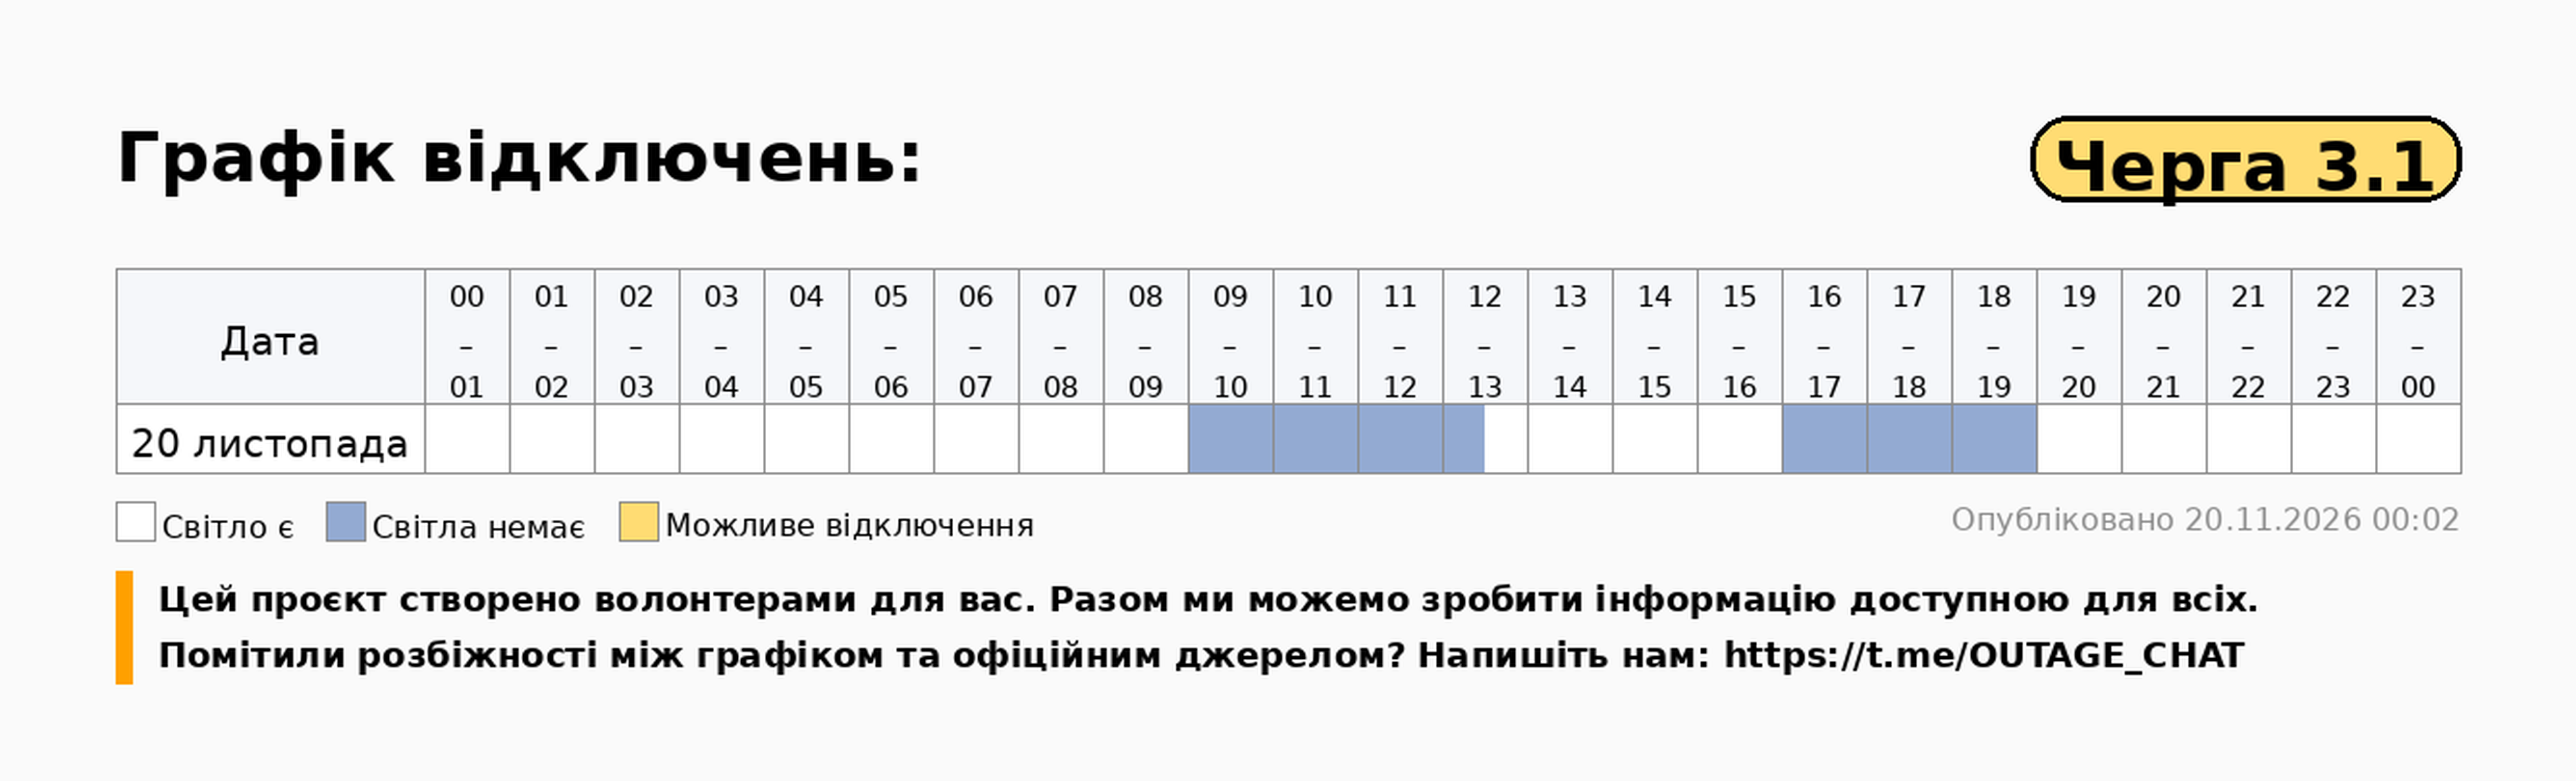 Графік відключень:
Черга 3.1
Дата
00 – 01
01 – 02
02 – 03
03 – 04
04 – 05
05 – 06
06 – 07
07 – 08
08 – 09
09 – 10
10 – 11
11 – 12
12 – 13
13 – 14
14 – 15
15 – 16
16 – 17
17 – 18
18 – 19
19 – 20
20 – 21
21 – 22
22 – 23
23 – 00
20 листопада
Світло є
Світла немає
Можливе відключення
Опубліковано 20.11.2026 00:02
Цей проєкт створено волонтерами для вас. Разом ми можемо зробити інформацію доступною для всіх.
Помітили розбіжності між графіком та офіційним джерелом? Напишіть нам: https://t.me/OUTAGE_CHAT